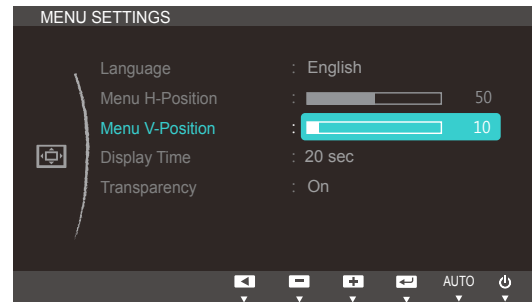 MENU SETTINGS
Language : English
Menu H-Position : 50
Menu V-Position : 10
Display Time : 20 sec
Transparency : On
AUTO